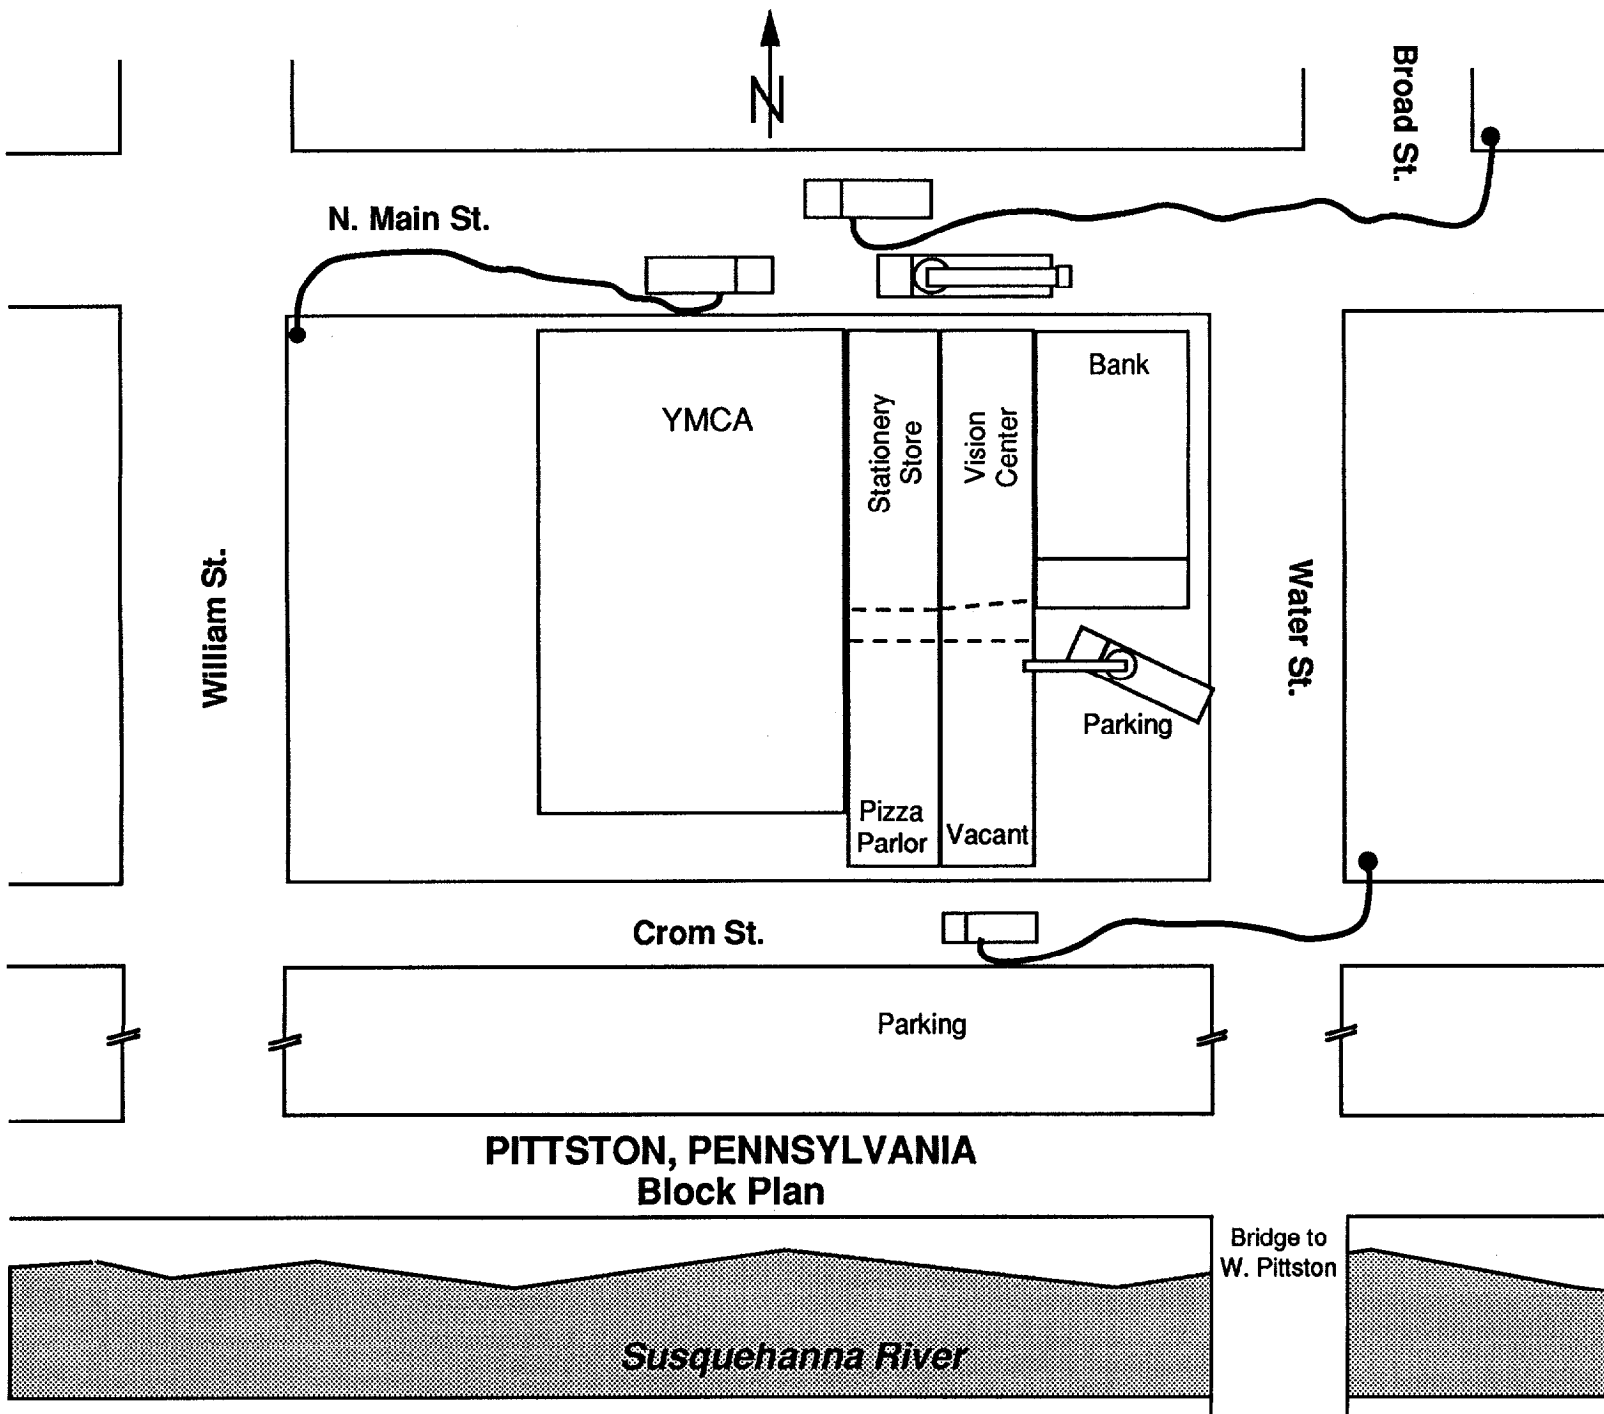 N
Broad St.
N. Main St.
Bank
YMCA
Stationery
Store
Vision
Center
William St.
Water St.
Parking
Pizza
Parlor
Vacant
Crom St.
Parking
PITTSTON, PENNSYLVANIA
Block Plan
Bridge to
W. Pittston
Susquehanna River